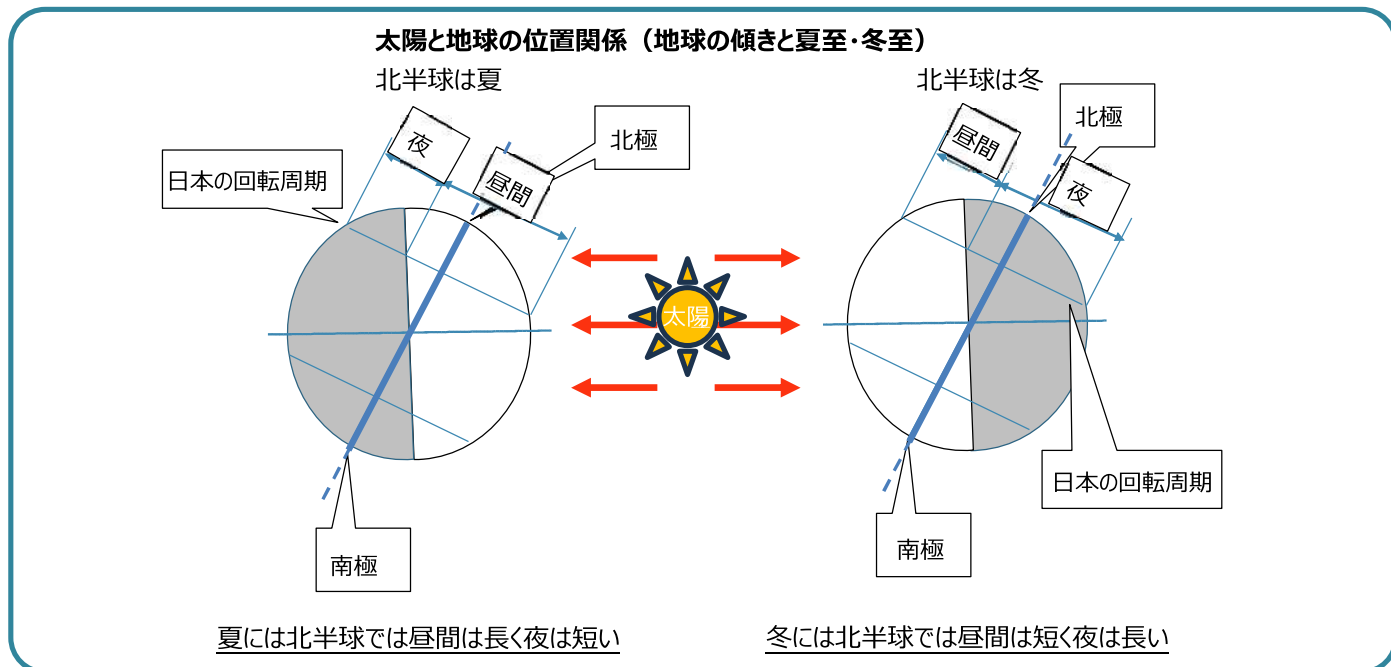 太陽と地球の位置関係（地球の傾きと夏至・冬至）
北半球は夏
北半球は冬
夜
昼間
北極
日本の回転周期
昼間
夜
北極
太陽
日本の回転周期
南極
南極
夏には北半球では昼間は長く夜は短い
冬には北半球では昼間は短く夜は長い